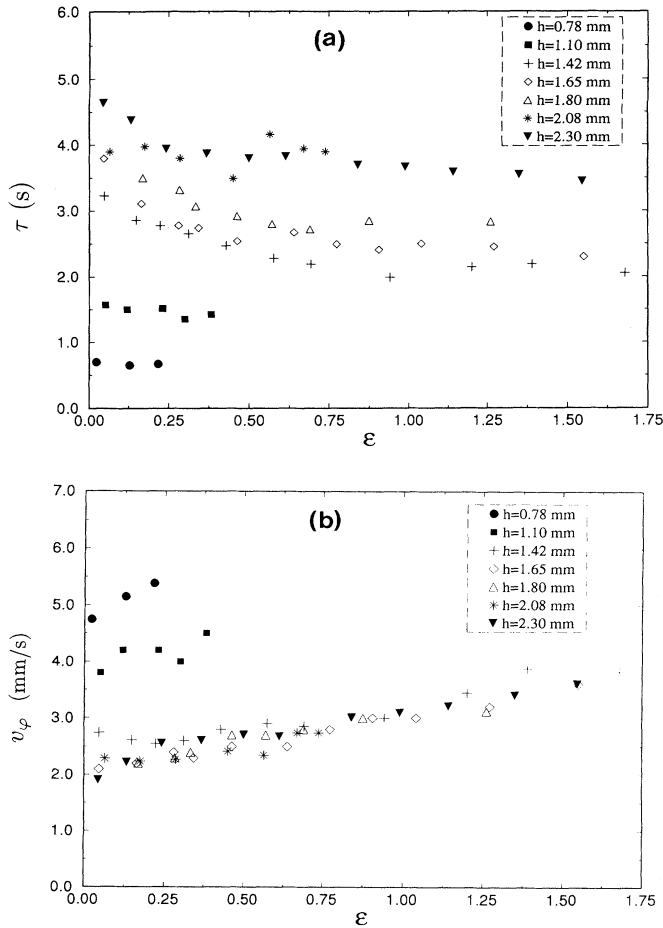 (a)
h=0.78 mm
h=1.10 mm
h=1.42 mm
h=1.65 mm
h=1.80 mm
h=2.08 mm
h=2.30 mm
6.0
5.0
4.0
3.0
2.0
1.0
0.0
τ (s)
0.00 0.25 0.50 0.75 1.00 1.25 1.50 1.75
ε
(b)
h=0.78 mm
h=1.10 mm
h=1.42 mm
h=1.65 mm
h=1.80 mm
h=2.08 mm
h=2.30 mm
7.0
6.0
5.0
4.0
3.0
2.0
1.0
0.0
vφ (mm/s)
0.00 0.25 0.50 0.75 1.00 1.25 1.50 1.75
ε